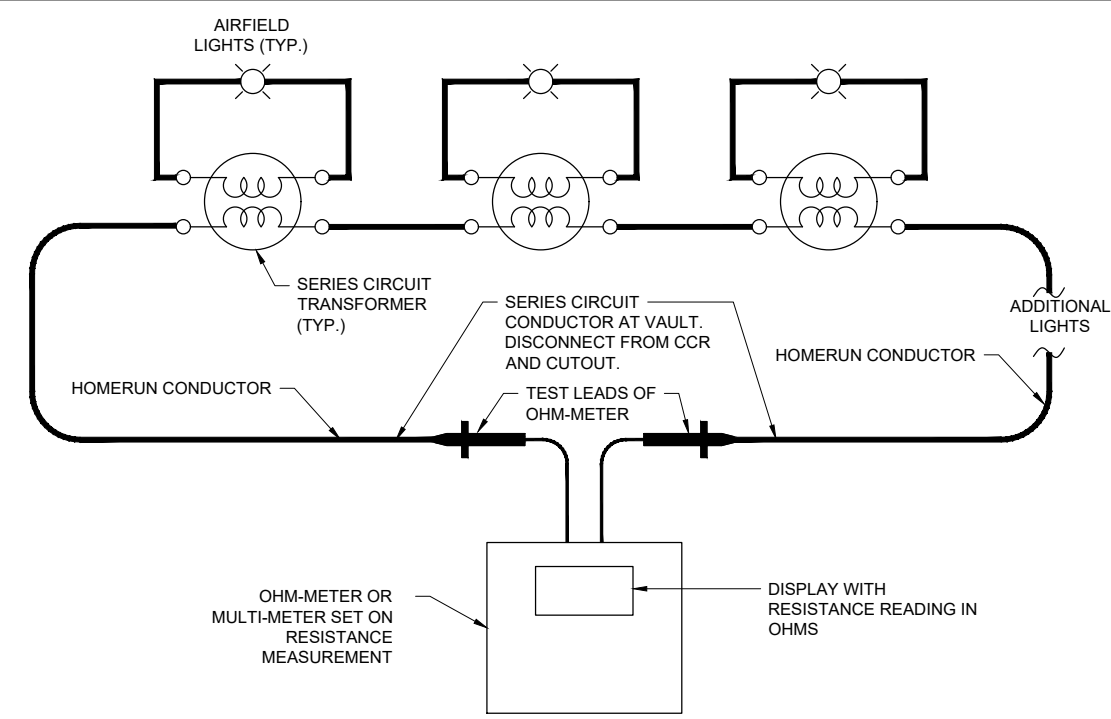 AIRFIELD
LIGHTS (TYP.)
SERIES CIRCUIT
TRANSFORMER
(TYP.)
SERIES CIRCUIT
CONDUCTOR AT VAULT.
DISCONNECT FROM CCR
AND CUTOUT.
ADDITIONAL
LIGHTS
HOMERUN CONDUCTOR
HOMERUN CONDUCTOR
TEST LEADS OF
OHM-METER
OHM-METER OR
MULTI-METER SET ON
RESISTANCE
MEASUREMENT
DISPLAY WITH
RESISTANCE READING IN
OHMS